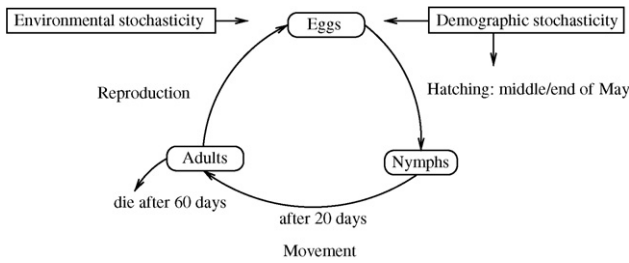 Environmental stochasticity
Eggs
Demographic stochasticity
Hatching: middle/end of May
Reproduction
Adults
Nymphs
die after 60 days
after 20 days
Movement